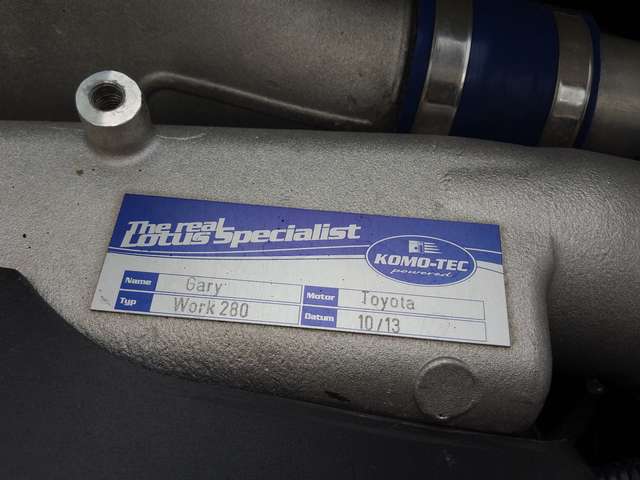 The real
Lotus Specialist
KOMO-TEC
powered
Name Gary Motor Toyota
Typ Work 280 Datum 10/13